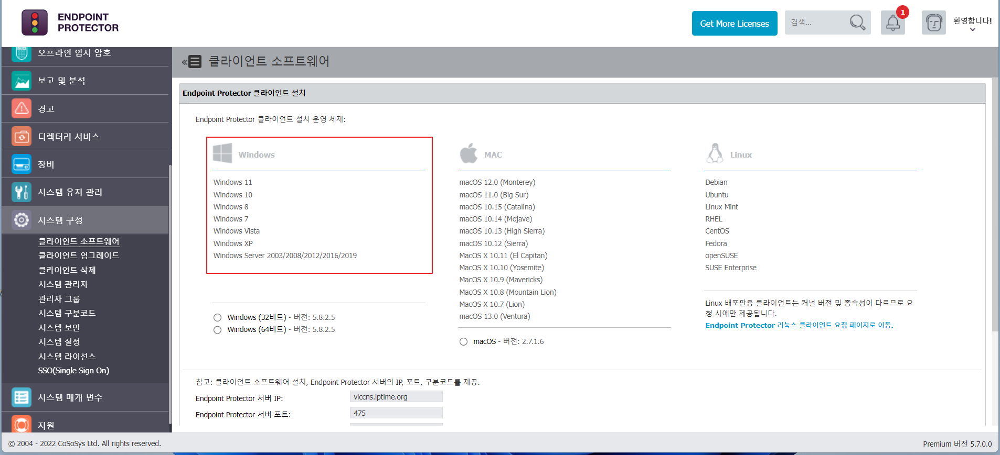 ENDPOINT
PROTECTOR
Get More Licenses
검색...
1
환영합니다!
오프라인 임시 암호
보고 및 분석
경고
디렉터리 서비스
장비
시스템 유지 관리
시스템 구성
클라이언트 소프트웨어
클라이언트 업그레이드
클라이언트 삭제
시스템 관리자
관리자 그룹
시스템 구분코드
시스템 보안
시스템 설정
시스템 라이선스
SSO(Single Sign On)
시스템 매개 변수
지원
« 클라이언트 소프트웨어
Endpoint Protector 클라이언트 설치
Endpoint Protector 클라이언트 설치 운영 체제:
Windows
Windows 11
Windows 10
Windows 8
Windows 7
Windows Vista
Windows XP
Windows Server 2003/2008/2012/2016/2019
Windows (32비트) - 버전: 5.8.2.5
Windows (64비트) - 버전: 5.8.2.5
MAC
macOS 12.0 (Monterey)
macOS 11.0 (Big Sur)
macOS 10.15 (Catalina)
macOS 10.14 (Mojave)
macOS 10.13 (High Sierra)
macOS 10.12 (Sierra)
MacOS X 10.11 (El Capitan)
MacOS X 10.10 (Yosemite)
MacOS X 10.9 (Mavericks)
MacOS X 10.8 (Mountain Lion)
MacOS X 10.7 (Lion)
macOS 13.0 (Ventura)
macOS - 버전: 2.7.1.6
Linux
Debian
Ubuntu
Linux Mint
RHEL
CentOS
Fedora
openSUSE
SUSE Enterprise
Linux 배포판용 클라이언트는 커널 버전 및 종속성이 다르므로 요
청 시에만 제공됩니다.
Endpoint Protector 리눅스 클라이언트 요청 페이지로 이동.
참고: 클라이언트 소프트웨어 설치, Endpoint Protector 서버의 IP, 포트, 구분코드를 제공.
Endpoint Protector 서버 IP:
viccns.iptime.org
Endpoint Protector 서버 포트:
475
© 2004 - 2022 CoSoSys Ltd. All rights reserved.
Premium 버전 5.7.0.0